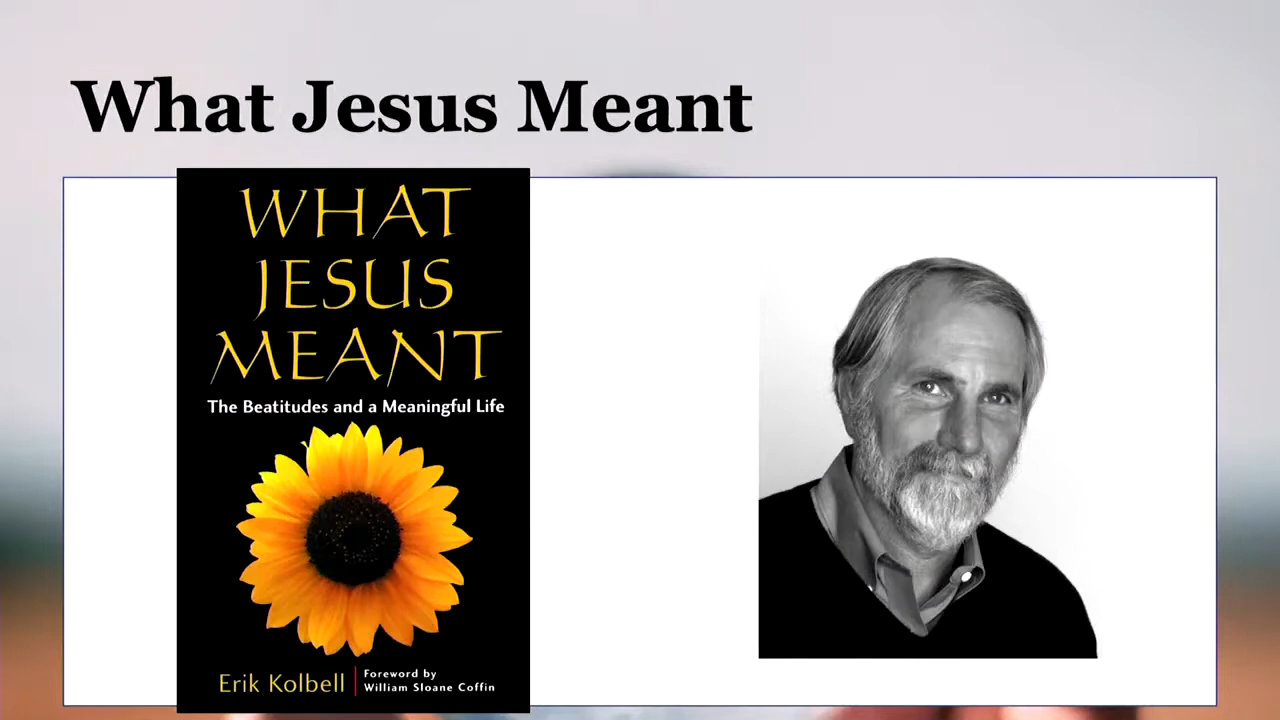 What Jesus Meant
WHAT
JESUS
MEANT
The Beatitudes and a Meaningful Life
Erik Kolbell
Foreword by
William Sloane Coffin